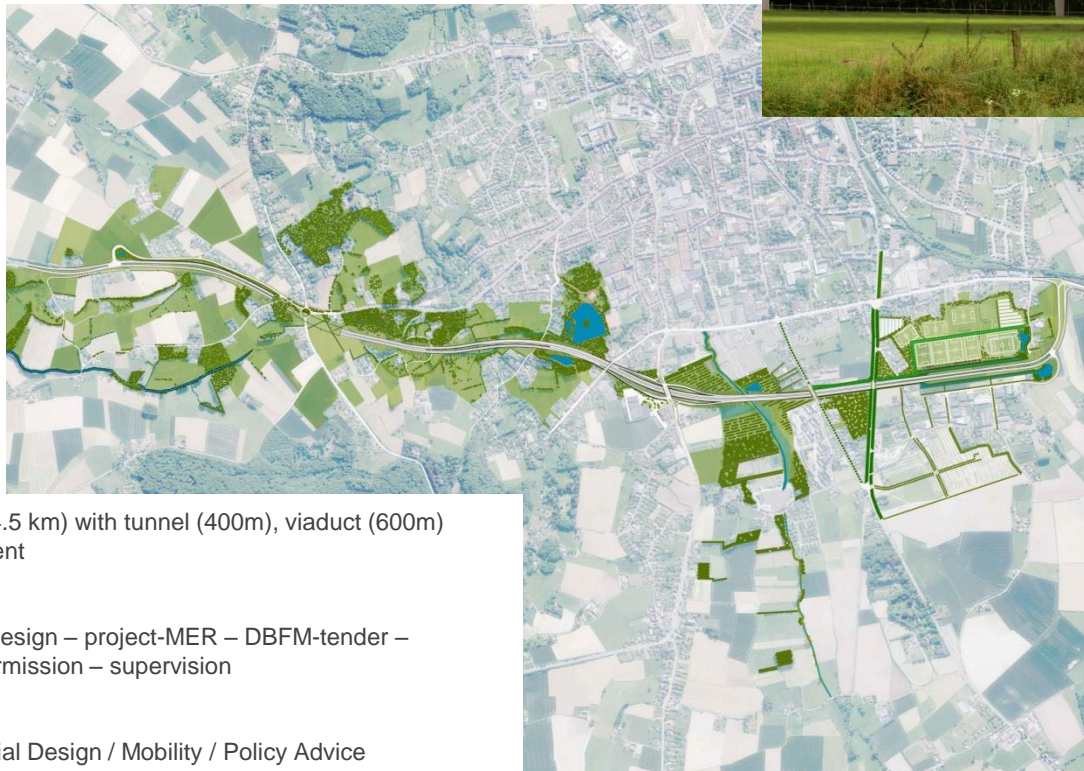 .5 km) with tunnel (400m), viaduct (600m)
ent
esign – project-MER – DBFM-tender –
rmission – supervision
ial Design / Mobility / Policy Advice